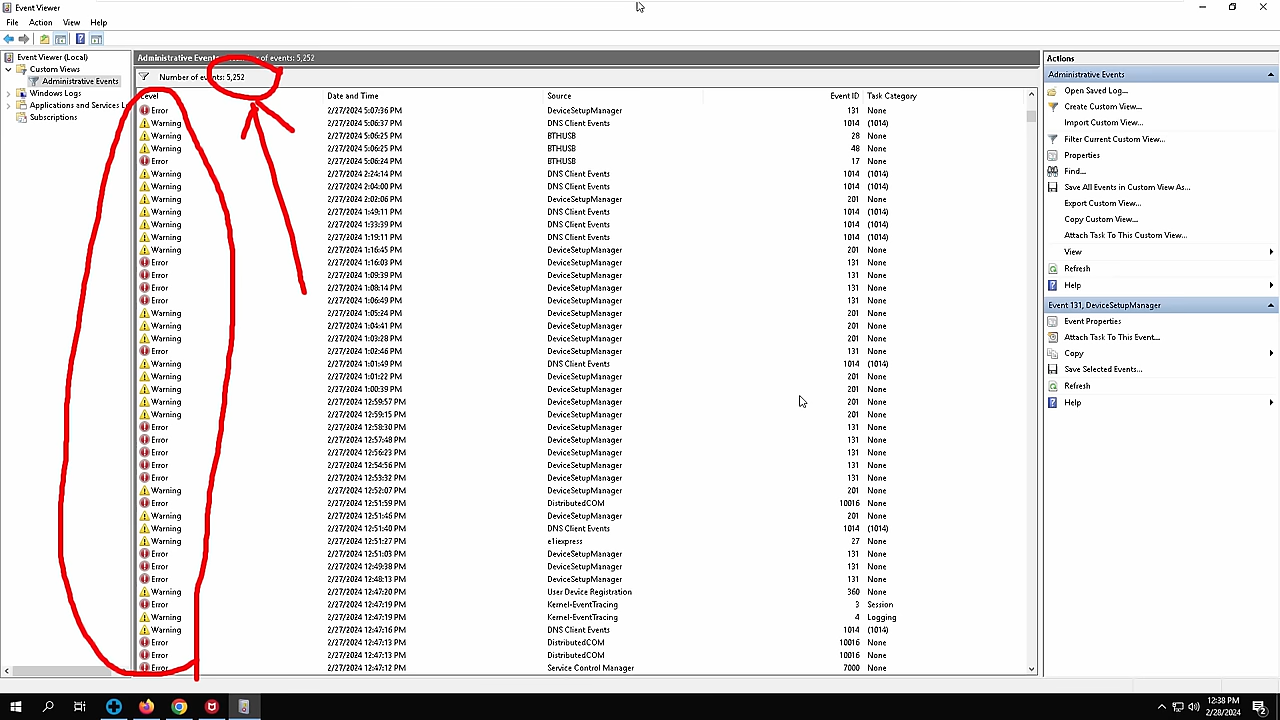 Event Viewer
File Action View Help
Event Viewer (Local)
Custom Views
Administrative Events
Windows Logs
Applications and Services L
Subscriptions
Administrative Events Number of events: 5,252
Number of events: 5,252
Level Date and Time Source Event ID Task Category
Error 2/27/2024 5:07:36 PM DeviceSetupManager 131 None
Warning 2/27/2024 5:06:37 PM DNS Client Events 1014 (1014)
Warning 2/27/2024 5:06:25 PM BTHUSB 28 None
Warning 2/27/2024 5:06:25 PM BTHUSB 48 None
Error 2/27/2024 5:06:24 PM BTHUSB 17 None
Warning 2/27/2024 2:24:14 PM DNS Client Events 1014 (1014)
Warning 2/27/2024 2:04:00 PM DNS Client Events 1014 (1014)
Warning 2/27/2024 2:02:06 PM DeviceSetupManager 201 None
Warning 2/27/2024 1:49:11 PM DNS Client Events 1014 (1014)
Warning 2/27/2024 1:33:39 PM DNS Client Events 1014 (1014)
Warning 2/27/2024 1:19:11 PM DNS Client Events 1014 (1014)
Warning 2/27/2024 1:16:45 PM DeviceSetupManager 201 None
Error 2/27/2024 1:16:03 PM DeviceSetupManager 131 None
Error 2/27/2024 1:09:39 PM DeviceSetupManager 131 None
Error 2/27/2024 1:08:14 PM DeviceSetupManager 131 None
Error 2/27/2024 1:06:49 PM DeviceSetupManager 131 None
Warning 2/27/2024 1:05:24 PM DeviceSetupManager 201 None
Warning 2/27/2024 1:04:41 PM DeviceSetupManager 201 None
Warning 2/27/2024 1:03:28 PM DeviceSetupManager 201 None
Error 2/27/2024 1:02:46 PM DeviceSetupManager 131 None
Warning 2/27/2024 1:01:49 PM DNS Client Events 1014 (1014)
Warning 2/27/2024 1:01:22 PM DeviceSetupManager 201 None
Warning 2/27/2024 1:00:39 PM DeviceSetupManager 201 None
Warning 2/27/2024 12:59:57 PM DeviceSetupManager 201 None
Warning 2/27/2024 12:59:15 PM DeviceSetupManager 201 None
Error 2/27/2024 12:58:30 PM DeviceSetupManager 131 None
Error 2/27/2024 12:57:48 PM DeviceSetupManager 131 None
Error 2/27/2024 12:56:23 PM DeviceSetupManager 131 None
Error 2/27/2024 12:54:56 PM DeviceSetupManager 131 None
Error 2/27/2024 12:53:32 PM DeviceSetupManager 131 None
Warning 2/27/2024 12:52:07 PM DeviceSetupManager 201 None
Error 2/27/2024 12:51:59 PM DistributedCOM 10016 None
Warning 2/27/2024 12:51:46 PM DeviceSetupManager 201 None
Warning 2/27/2024 12:51:40 PM DNS Client Events 1014 (1014)
Warning 2/27/2024 12:51:27 PM e1iexpress 27 None
Error 2/27/2024 12:51:03 PM DeviceSetupManager 131 None
Error 2/27/2024 12:49:38 PM DeviceSetupManager 131 None
Error 2/27/2024 12:48:13 PM DeviceSetupManager 131 None
Warning 2/27/2024 12:47:20 PM User Device Registration 360 None
Error 2/27/2024 12:47:19 PM Kernel-EventTracing 3 Session
Warning 2/27/2024 12:47:19 PM Kernel-EventTracing 4 Logging
Warning 2/27/2024 12:47:16 PM DNS Client Events 1014 (1014)
Error 2/27/2024 12:47:13 PM DistributedCOM 10016 None
Error 2/27/2024 12:47:13 PM DistributedCOM 10016 None
Error 2/27/2024 12:47:12 PM Service Control Manager 7000 None
Actions
Administrative Events
Open Saved Log...
Create Custom View...
Import Custom View...
Filter Current Custom View...
Properties
Find...
Save All Events in Custom View As...
Export Custom View...
Copy Custom View...
Attach Task To This Custom View...
View
Refresh
Help
Event 131, DeviceSetupManager
Event Properties
Attach Task To This Event...
Copy
Save Selected Events...
Refresh
Help
12:38 PM
2/28/2024
2